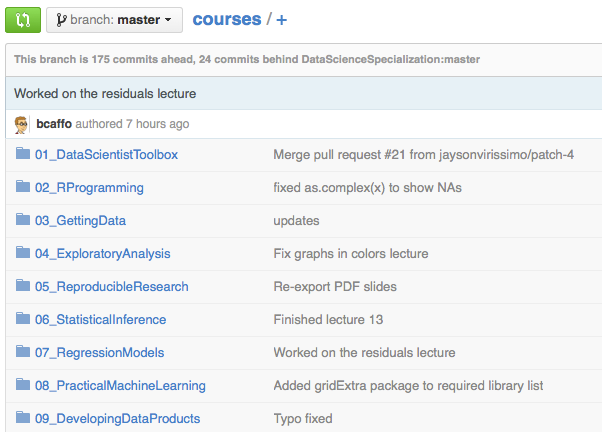 branch: master courses / +
This branch is 175 commits ahead, 24 commits behind DataScienceSpecialization:master
Worked on the residuals lecture
bcaffo authored 7 hours ago
01_DataScientistToolbox Merge pull request #21 from jaysonvirissimo/patch-4
02_RProgramming fixed as.complex(x) to show NAs
03_GettingData updates
04_ExploratoryAnalysis Fix graphs in colors lecture
05_ReproducibleResearch Re-export PDF slides
06_StatisticalInference Finished lecture 13
07_RegressionModels Worked on the residuals lecture
08_PracticalMachineLearning Added gridExtra package to required library list
09_DevelopingDataProducts Typo fixed